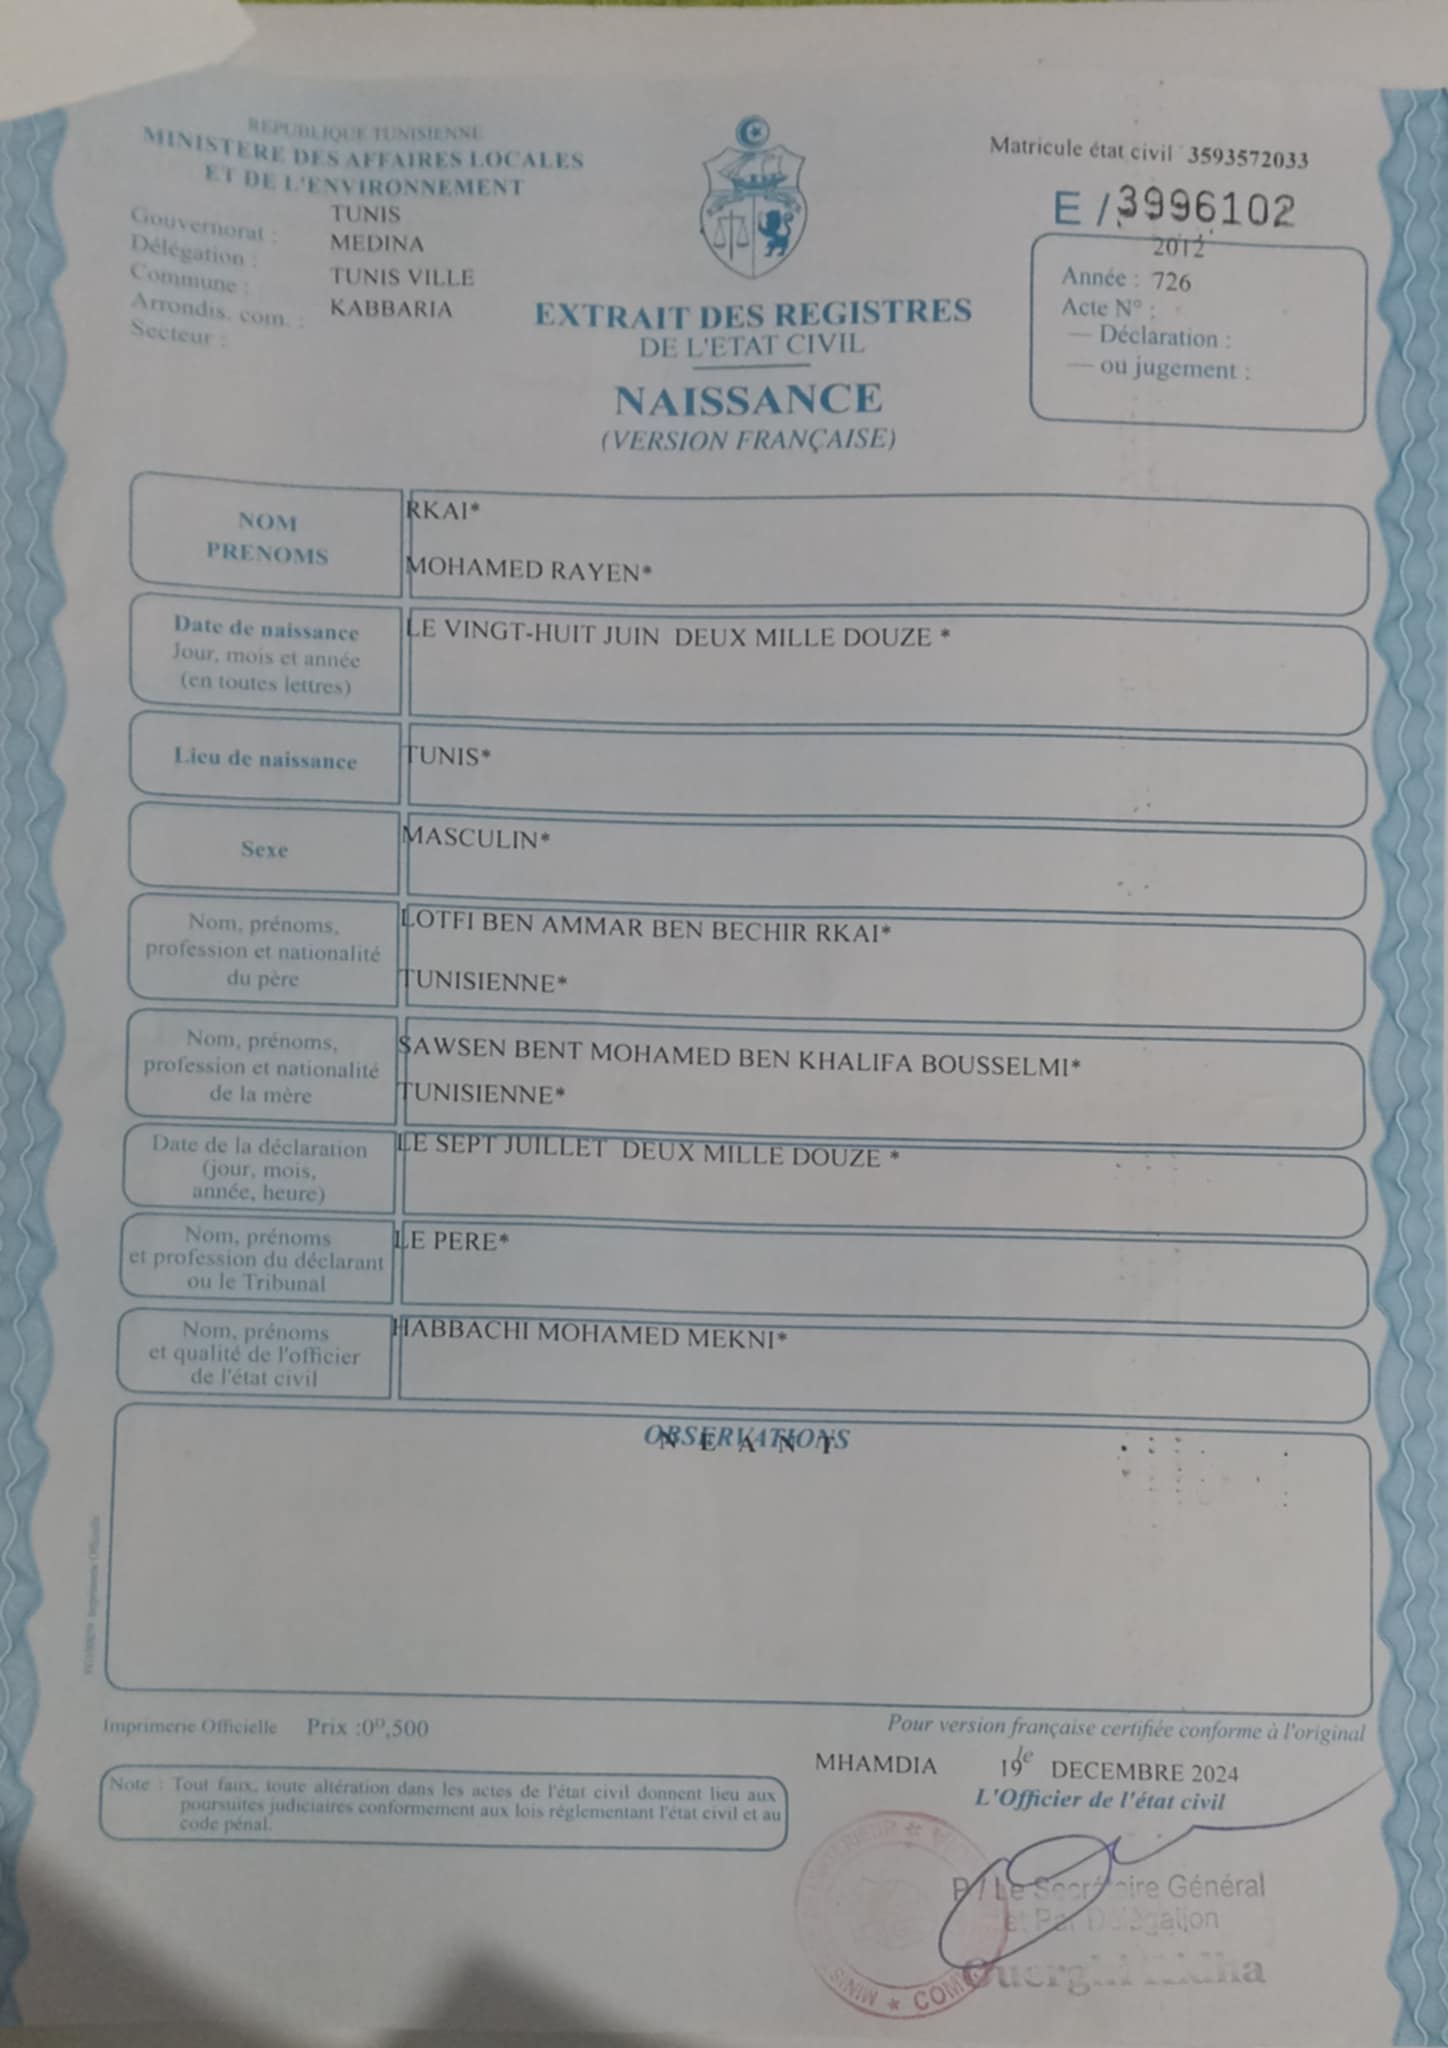 REPUBLIQUE TUNISIENNE
MINISTERE DES AFFAIRES LOCALES
ET DE L'ENVIRONNEMENT
Gouvernorat : TUNIS
Délégation : MEDINA
Commune : TUNIS VILLE
Arrondis. com. : KABBARIA
Secteur :
Matricule état civil 3593572033
E / 3996102
2012
Année : 726
Acte N° :
— Déclaration :
— ou jugement :
EXTRAIT DES REGISTRES
DE L'ETAT CIVIL
NAISSANCE
(VERSION FRANÇAISE)
NOM RKAI*
PRENOMS MOHAMED RAYEN*
Date de naissance LE VINGT-HUIT JUIN DEUX MILLE DOUZE *
Jour, mois et année
(en toutes lettres)
Lieu de naissance TUNIS*
Sexe MASCULIN*
Nom, prénoms, LOTFI BEN AMMAR BEN BECHIR RKAI*
profession et nationalité
du père TUNISIENNE*
Nom, prénoms, SAWSEN BENT MOHAMED BEN KHALIFA BOUSSELMI*
profession et nationalité
de la mère TUNISIENNE*
Date de la déclaration LE SEPT JUILLET DEUX MILLE DOUZE *
(jour, mois,
année, heure)
Nom, prénoms LE PERE*
et profession du déclarant
ou le Tribunal
Nom, prénoms HABBACHI MOHAMED MEKNI*
et qualité de l'officier
de l'état civil
OBSERVATIONS
N E A N T
Imprimerie Officielle Prix :0ᴰ,500
Pour version française certifiée conforme à l'original
MHAMDIA le 19 DECEMBRE 2024
L'Officier de l'état civil
Note : Tout faux, toute altération dans les actes de l'état civil donnent lieu aux
poursuites judiciaires conformement aux lois réglementant l'état civil et au
code pénal.
P / Le Secrétaire Général
et Par Délégation
Ouerghi Ridha